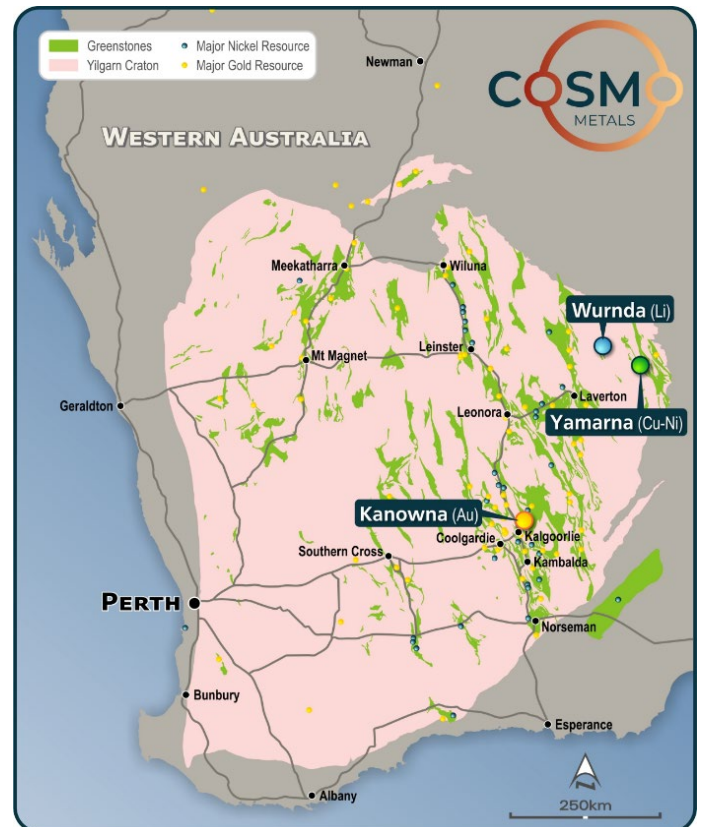 Greenstones
Yilgarn Craton
Major Nickel Resource
Major Gold Resource
COSMO
METALS
Newman
WESTERN AUSTRALIA
Meekatharra
Wiluna
Wurnda (Li)
Leinster
Mt Magnet
Geraldton
Laverton
Leonora
Yamarna (Cu-Ni)
Kanowna (Au)
Coolgardie
Kalgoorlie
Southern Cross
Kambalda
PERTH
Norseman
Bunbury
Esperance
Albany
250km